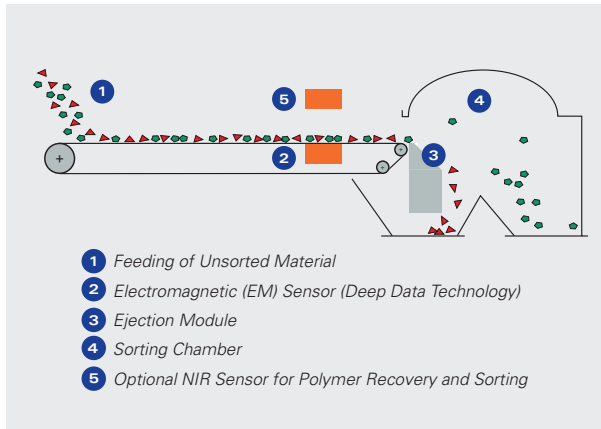 1
5
4
2
3
1 Feeding of Unsorted Material
2 Electromagnetic (EM) Sensor (Deep Data Technology)
3 Ejection Module
4 Sorting Chamber
5 Optional NIR Sensor for Polymer Recovery and Sorting